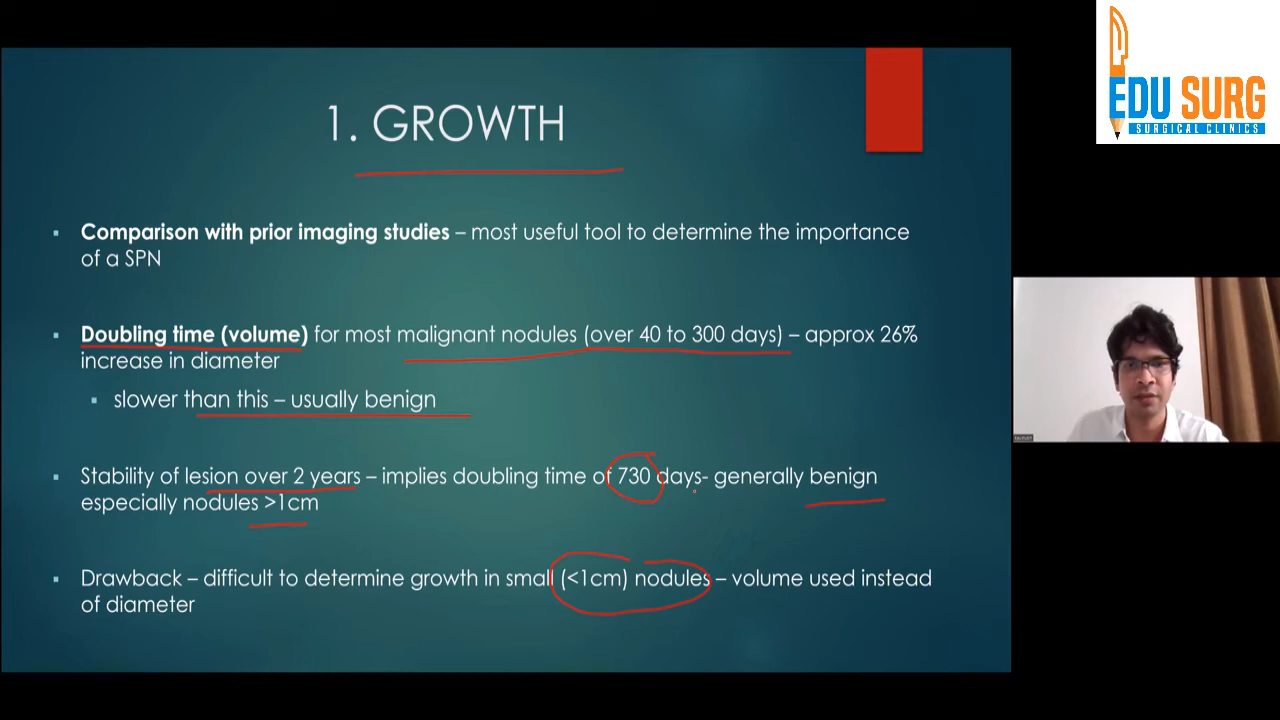 EDU SURG
SURGICAL CLINICS
1. GROWTH
Comparison with prior imaging studies – most useful tool to determine the importance
of a SPN
Doubling time (volume) for most malignant nodules (over 40 to 300 days) – approx 26%
increase in diameter
slower than this – usually benign
Stability of lesion over 2 years – implies doubling time of 730 days- generally benign
especially nodules >1cm
Drawback – difficult to determine growth in small (<1cm) nodules – volume used instead
of diameter